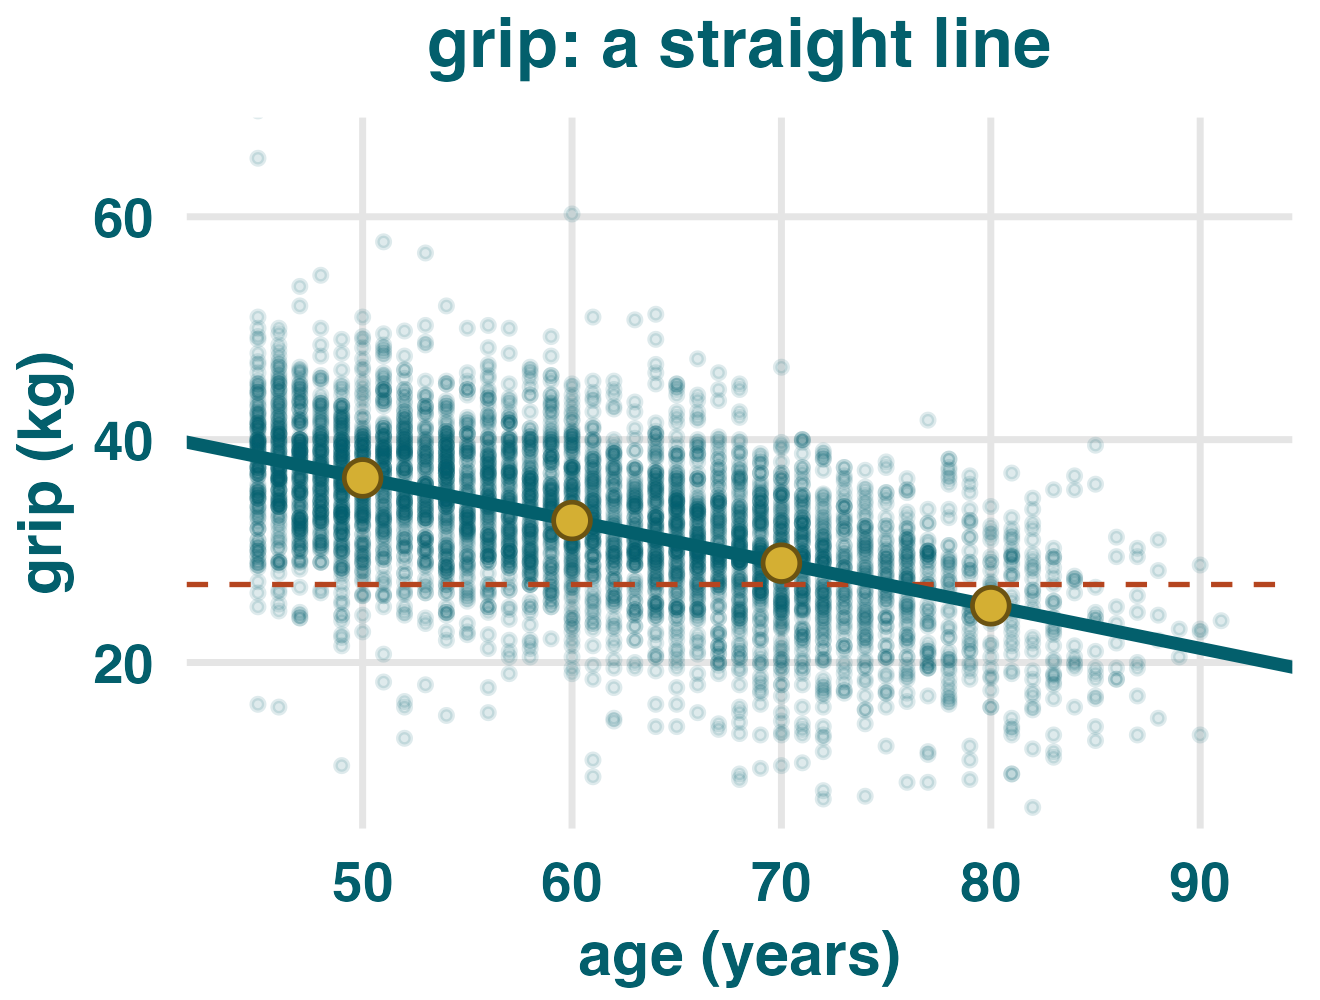 grip: a straight line
grip (kg)
60
40
20
50 60 70 80 90
age (years)